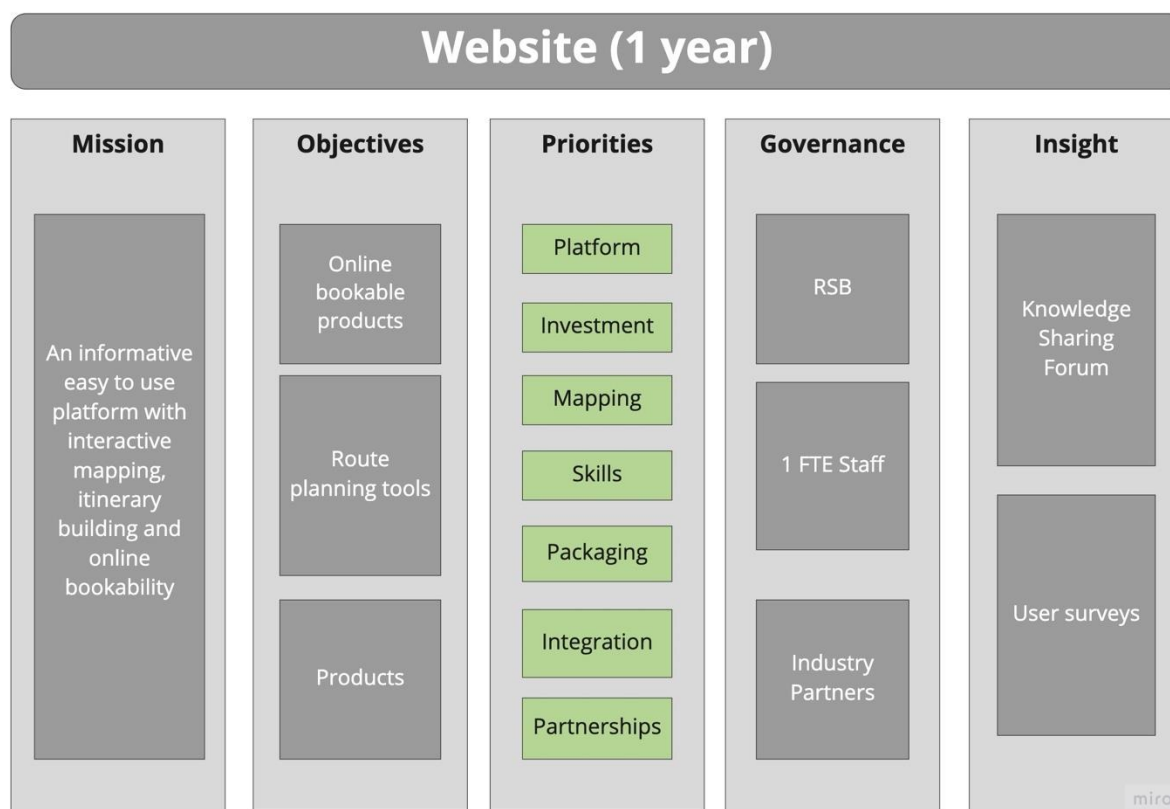 Website (1 year)
Mission
An informative
easy to use
platform with
interactive
mapping,
itinerary
building and
online
bookability
Objectives
Online
bookable
products
Route
planning tools
Products
Priorities
Platform
Investment
Mapping
Skills
Packaging
Integration
Partnerships
Governance
RSB
1 FTE Staff
Industry
Partners
Insight
Knowledge
Sharing
Forum
User surveys
miro